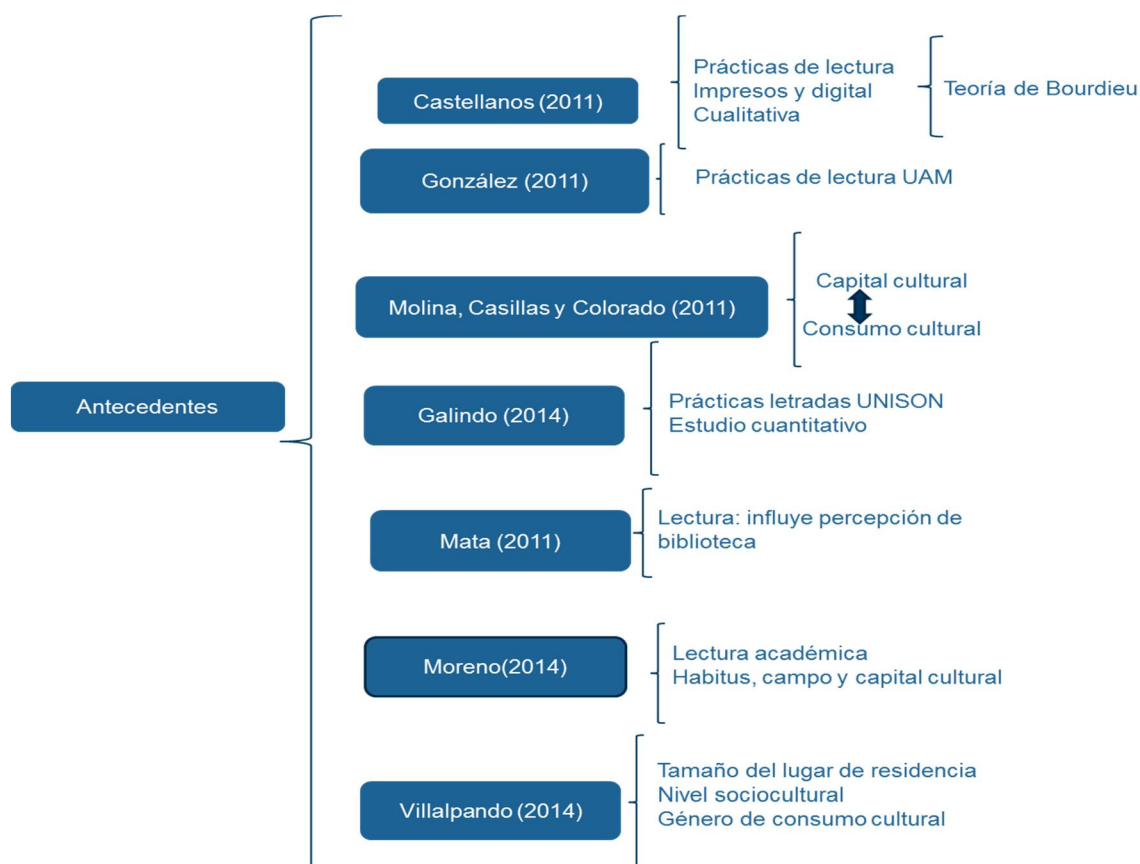 Antecedentes
Castellanos (2011)
Prácticas de lectura
Impresos y digital
Cualitativa
Teoría de Bourdieu
González (2011)
Prácticas de lectura UAM
Molina, Casillas y Colorado (2011)
Capital cultural
Consumo cultural
Galindo (2014)
Prácticas letradas UNISON
Estudio cuantitativo
Mata (2011)
Lectura: influye percepción de
biblioteca
Moreno(2014)
Lectura académica
Habitus, campo y capital cultural
Villalpando (2014)
Tamaño del lugar de residencia
Nivel sociocultural
Género de consumo cultural